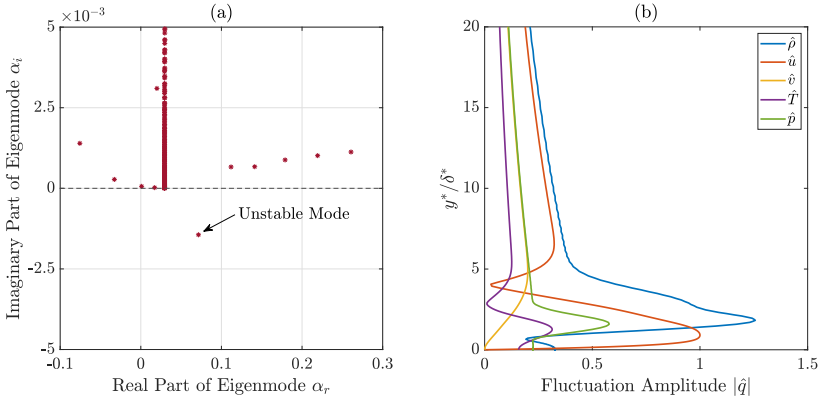 (a)
×10⁻³
5
2.5
0
-2.5
-5
-0.1
0
0.1
0.2
0.3
Imaginary Part of Eigenmode αᵢ
Real Part of Eigenmode αᵣ
Unstable Mode
(b)
20
15
10
5
0
0
0.5
1
1.5
y*/δ*
Fluctuation Amplitude |q̂|
ρ̂
û
v̂
T̂
p̂